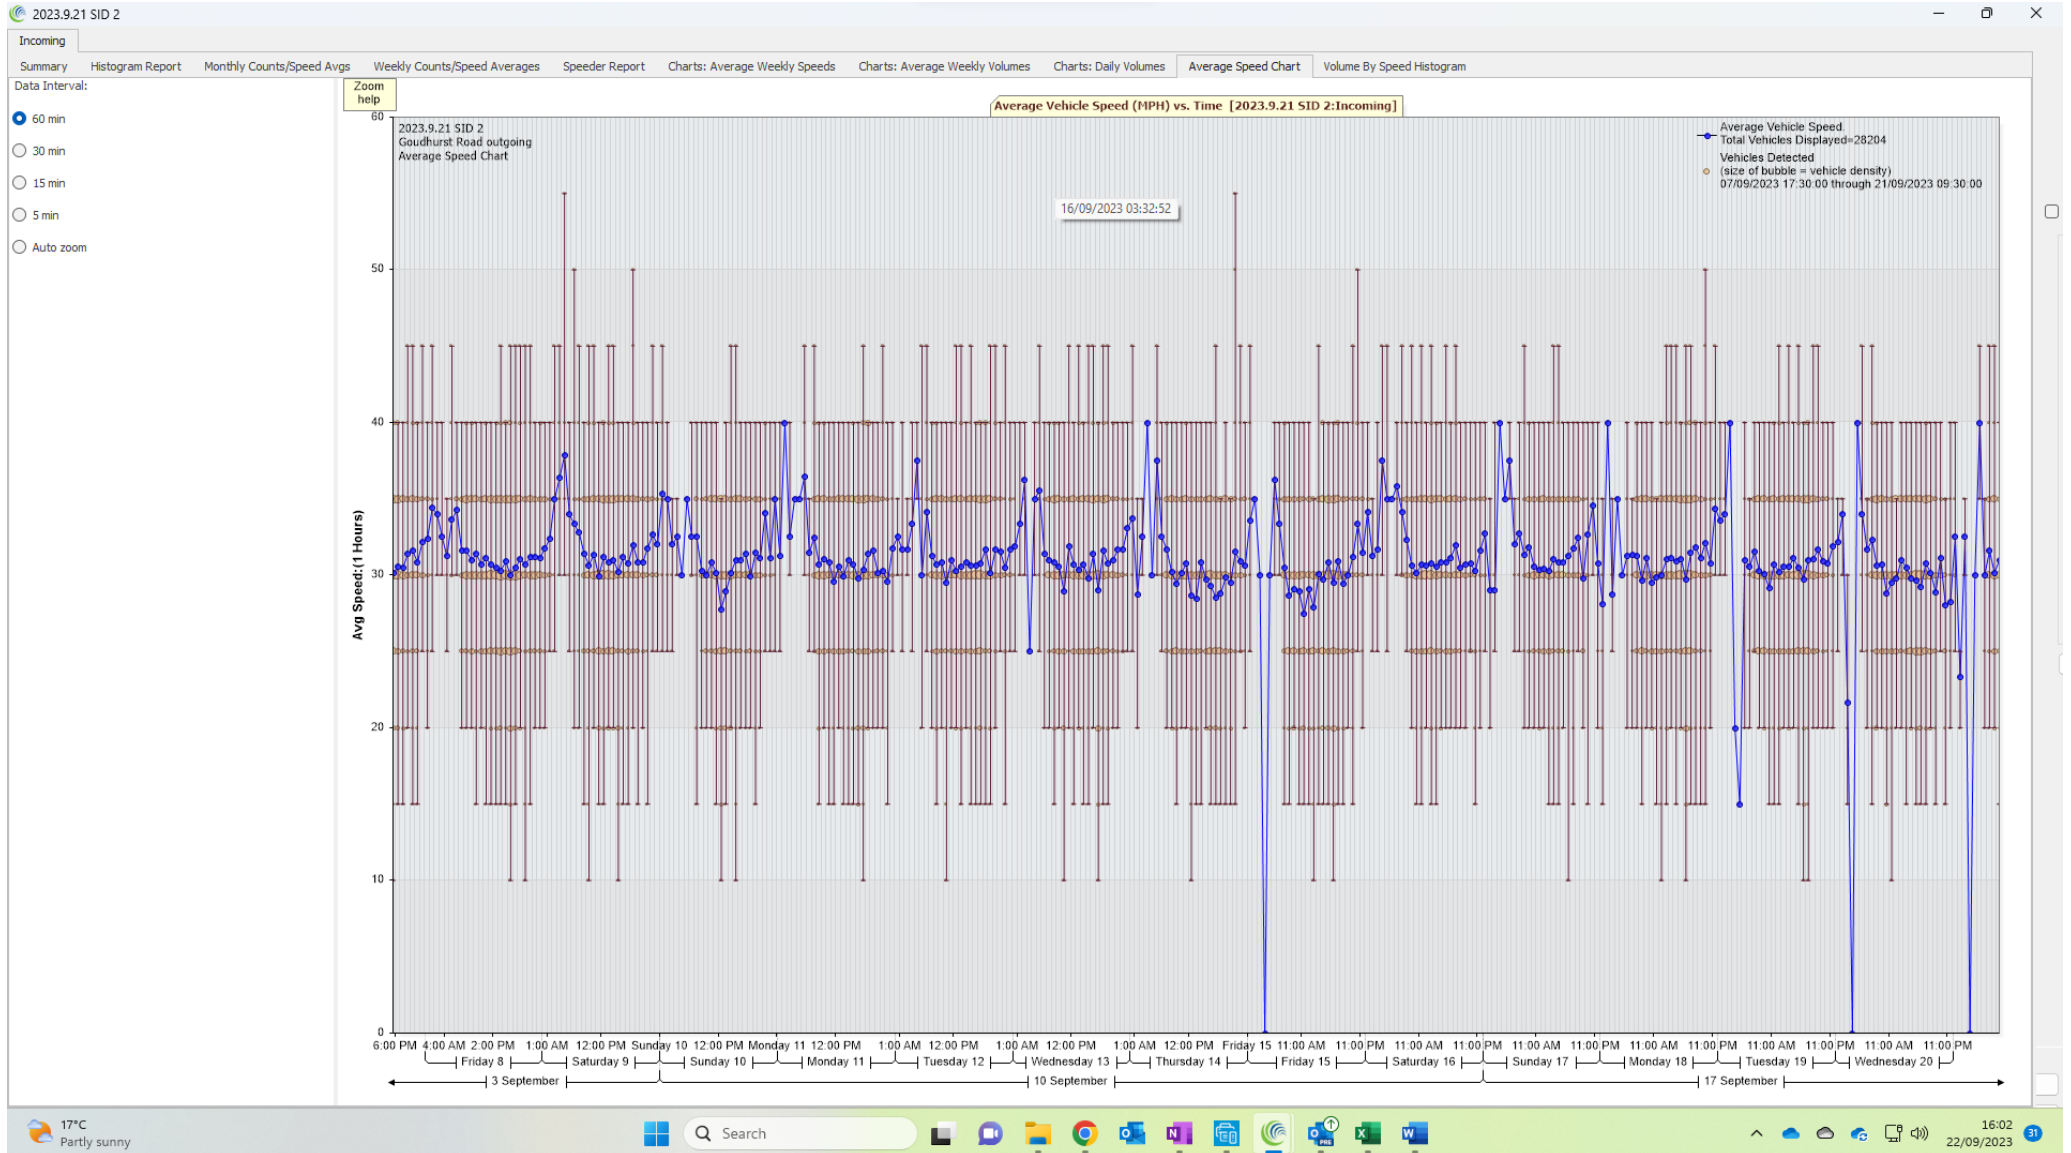 2023.9.21 SID 2
Incoming
Summary Histogram Report Monthly Counts/Speed Avgs Weekly Counts/Speed Averages Speeder Report Charts: Average Weekly Speeds Charts: Average Weekly Volumes Charts: Daily Volumes Average Speed Chart Volume By Speed Histogram
Data Interval:
60 min
30 min
15 min
5 min
Auto zoom
Zoom
help
Average Vehicle Speed (MPH) vs. Time [2023.9.21 SID 2:Incoming]
2023.9.21 SID 2
Goudhurst Road outgoing
Average Speed Chart
Average Vehicle Speed.
Total Vehicles Displayed=28204
Vehicles Detected
(size of bubble = vehicle density)
07/09/2023 17:30:00 through 21/09/2023 09:30:00
16/09/2023 03:32:52
60
50
40
30
20
10
0
Avg Speed:(1 Hours)
6:00 PM 4:00 AM 2:00 PM 1:00 AM 12:00 PM Sunday 10 12:00 PM Monday 11 12:00 PM 1:00 AM 12:00 PM 1:00 AM 12:00 PM 1:00 AM 12:00 PM Friday 15 11:00 AM 11:00 PM 11:00 AM 11:00 PM 11:00 AM 11:00 PM 11:00 AM 11:00 PM 11:00 AM 11:00 PM 11:00 AM 11:00 PM
Friday 8 Saturday 9 Sunday 10 Monday 11 Tuesday 12 Wednesday 13 Thursday 14 Friday 15 Saturday 16 Sunday 17 Monday 18 Tuesday 19 Wednesday 20
3 September 10 September 17 September
17°C
Partly sunny
Search
PRE
16:02
22/09/2023
31